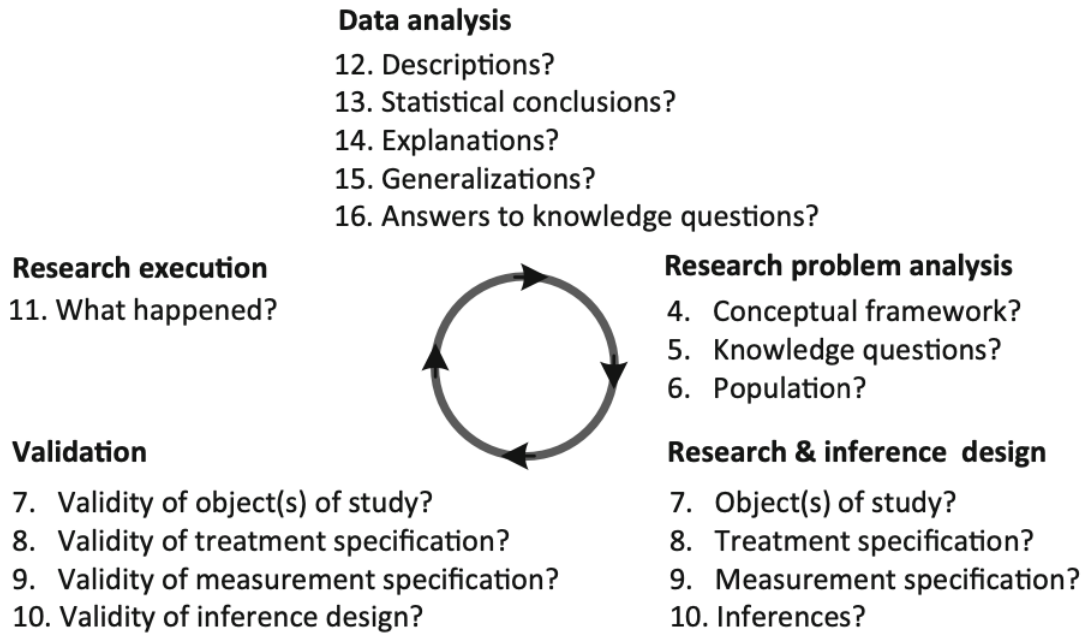 Data analysis
12. Descriptions?
13. Statistical conclusions?
14. Explanations?
15. Generalizations?
16. Answers to knowledge questions?
Research execution
11. What happened?
Research problem analysis
4. Conceptual framework?
5. Knowledge questions?
6. Population?
Validation
7. Validity of object(s) of study?
8. Validity of treatment specification?
9. Validity of measurement specification?
10. Validity of inference design?
Research & inference design
7. Object(s) of study?
8. Treatment specification?
9. Measurement specification?
10. Inferences?